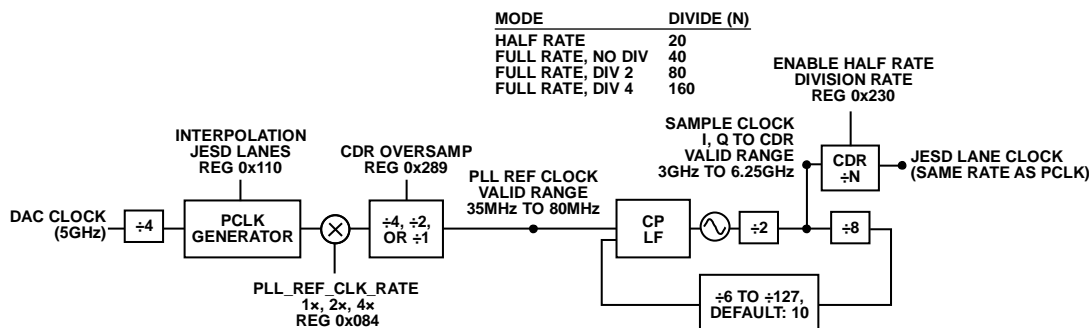 MODE DIVIDE (N)
HALF RATE 20
FULL RATE, NO DIV 40
FULL RATE, DIV 2 80
FULL RATE, DIV 4 160
ENABLE HALF RATE
DIVISION RATE
REG 0x230
INTERPOLATION
JESD LANES
REG 0x110
CDR OVERSAMP
REG 0x289
PLL REF CLOCK
VALID RANGE
35MHz TO 80MHz
SAMPLE CLOCK
I, Q TO CDR
VALID RANGE
3GHz TO 6.25GHz
CDR
÷N
JESD LANE CLOCK
(SAME RATE AS PCLK)
DAC CLOCK
(5GHz)
÷4
PCLK
GENERATOR
÷4, ÷2,
OR ÷1
CP
LF
÷2
÷8
PLL_REF_CLK_RATE
1×, 2×, 4×
REG 0x084
÷6 TO ÷127,
DEFAULT: 10